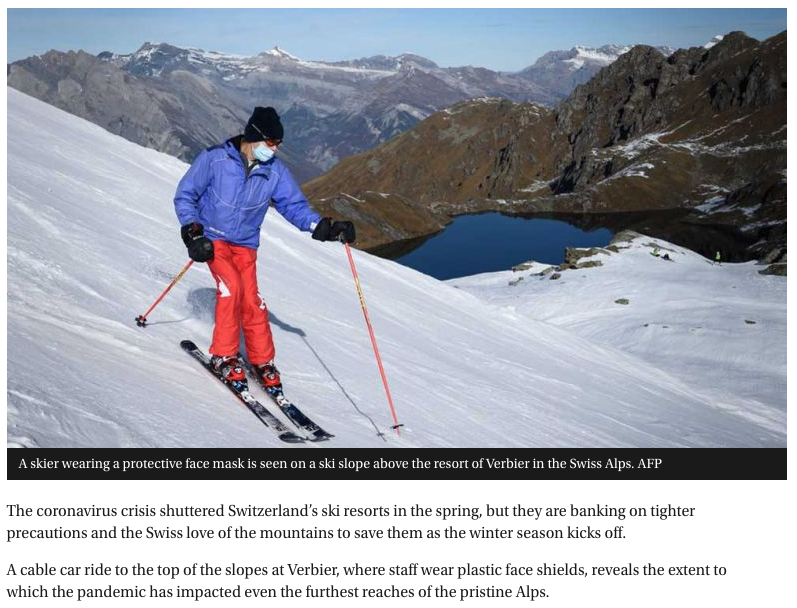 A skier wearing a protective face mask is seen on a ski slope above the resort of Verbier in the Swiss Alps. AFP
The coronavirus crisis shuttered Switzerland’s ski resorts in the spring, but they are banking on tighter
precautions and the Swiss love of the mountains to save them as the winter season kicks off.
A cable car ride to the top of the slopes at Verbier, where staff wear plastic face shields, reveals the extent to
which the pandemic has impacted even the furthest reaches of the pristine Alps.